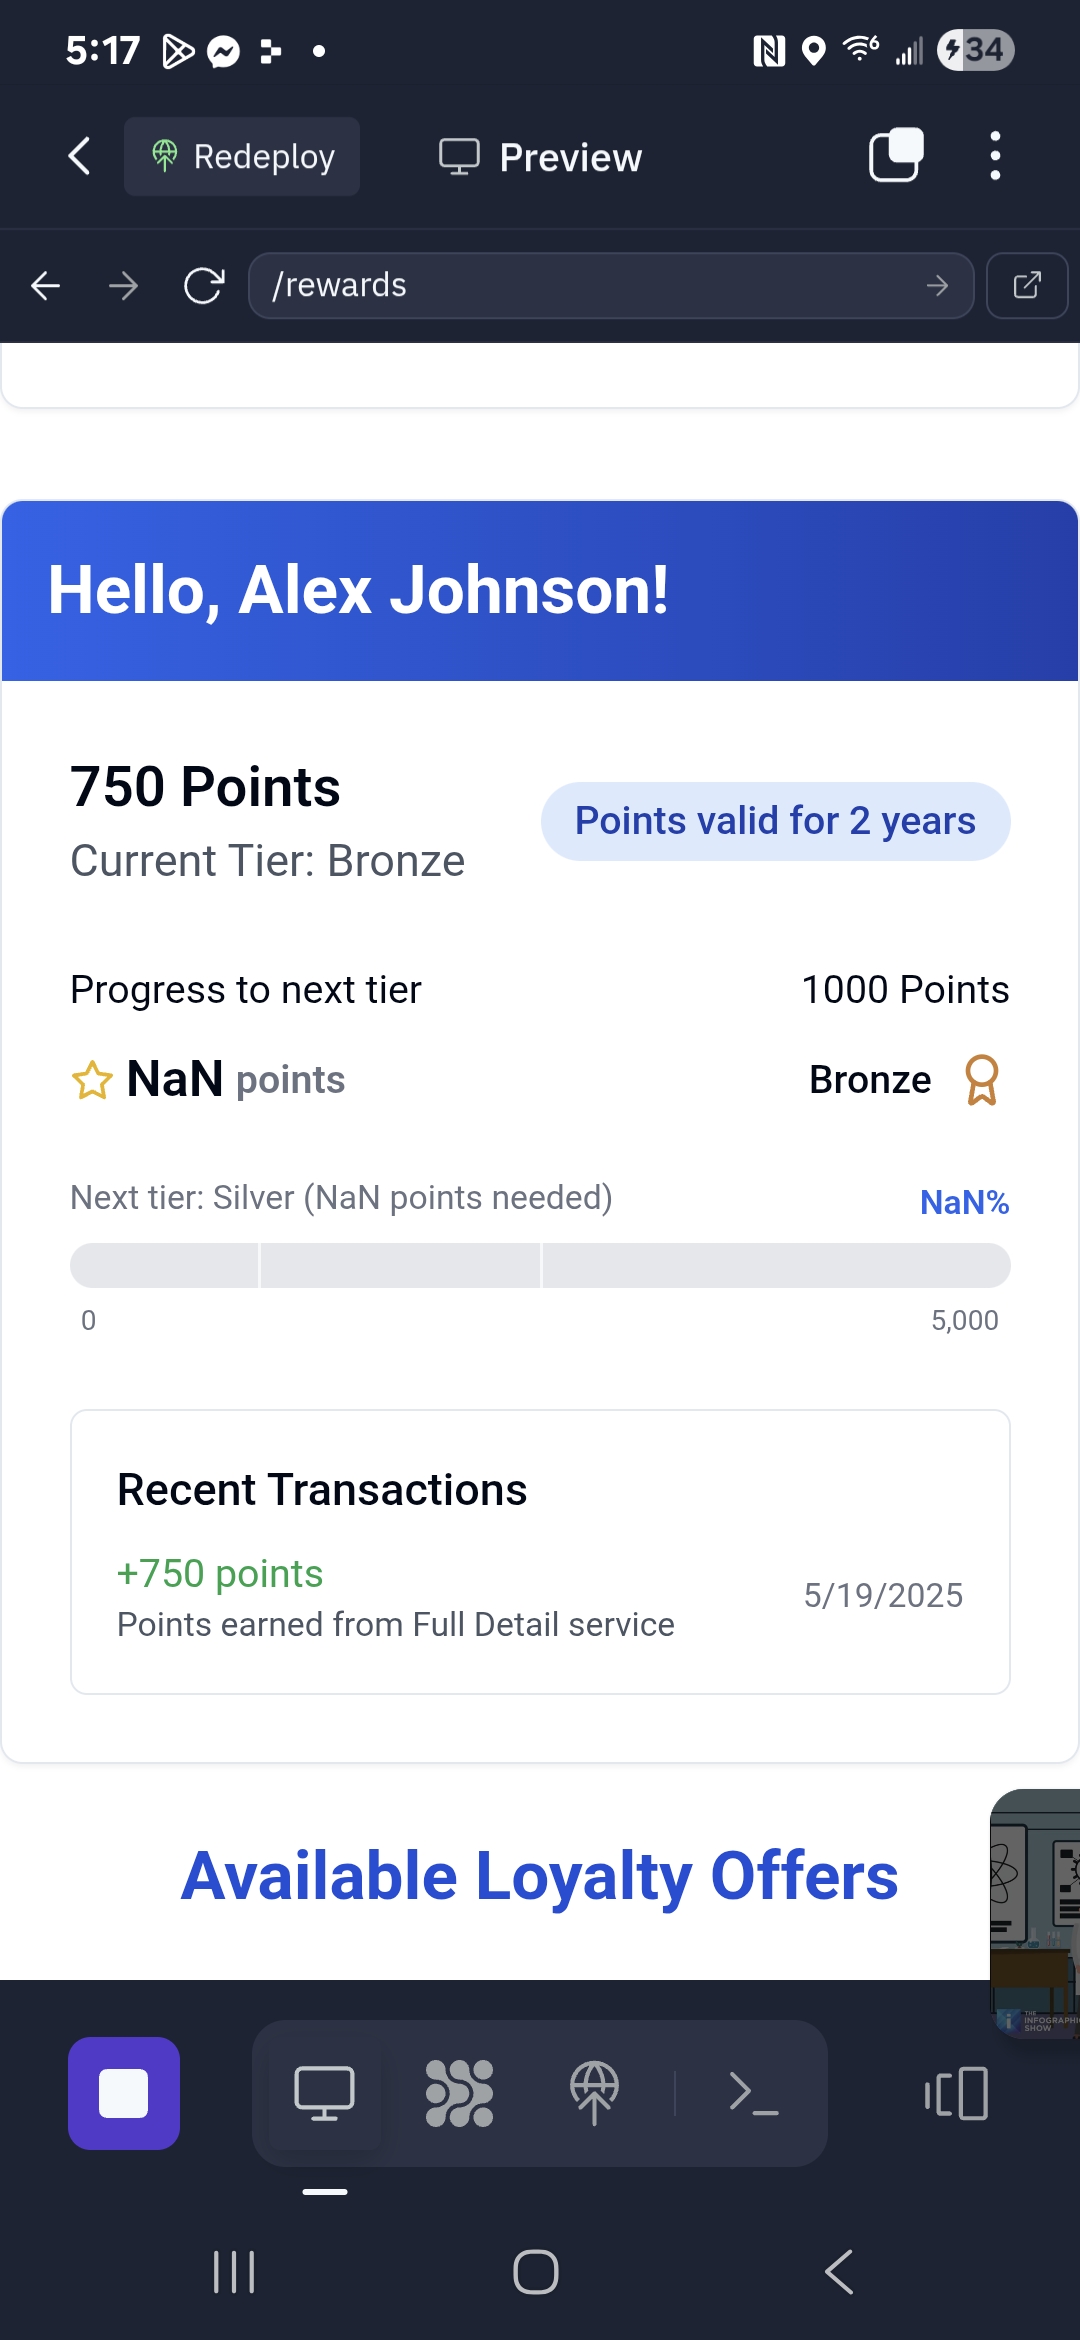 5:17
6
34
Redeploy
Preview
/rewards
Hello, Alex Johnson!
750 Points
Points valid for 2 years
Current Tier: Bronze
Progress to next tier
1000 Points
NaN points
Bronze
Next tier: Silver (NaN points needed)
NaN%
0
5,000
Recent Transactions
+750 points
5/19/2025
Points earned from Full Detail service
Available Loyalty Offers
THE
INFOGRAPHIC
SHOW